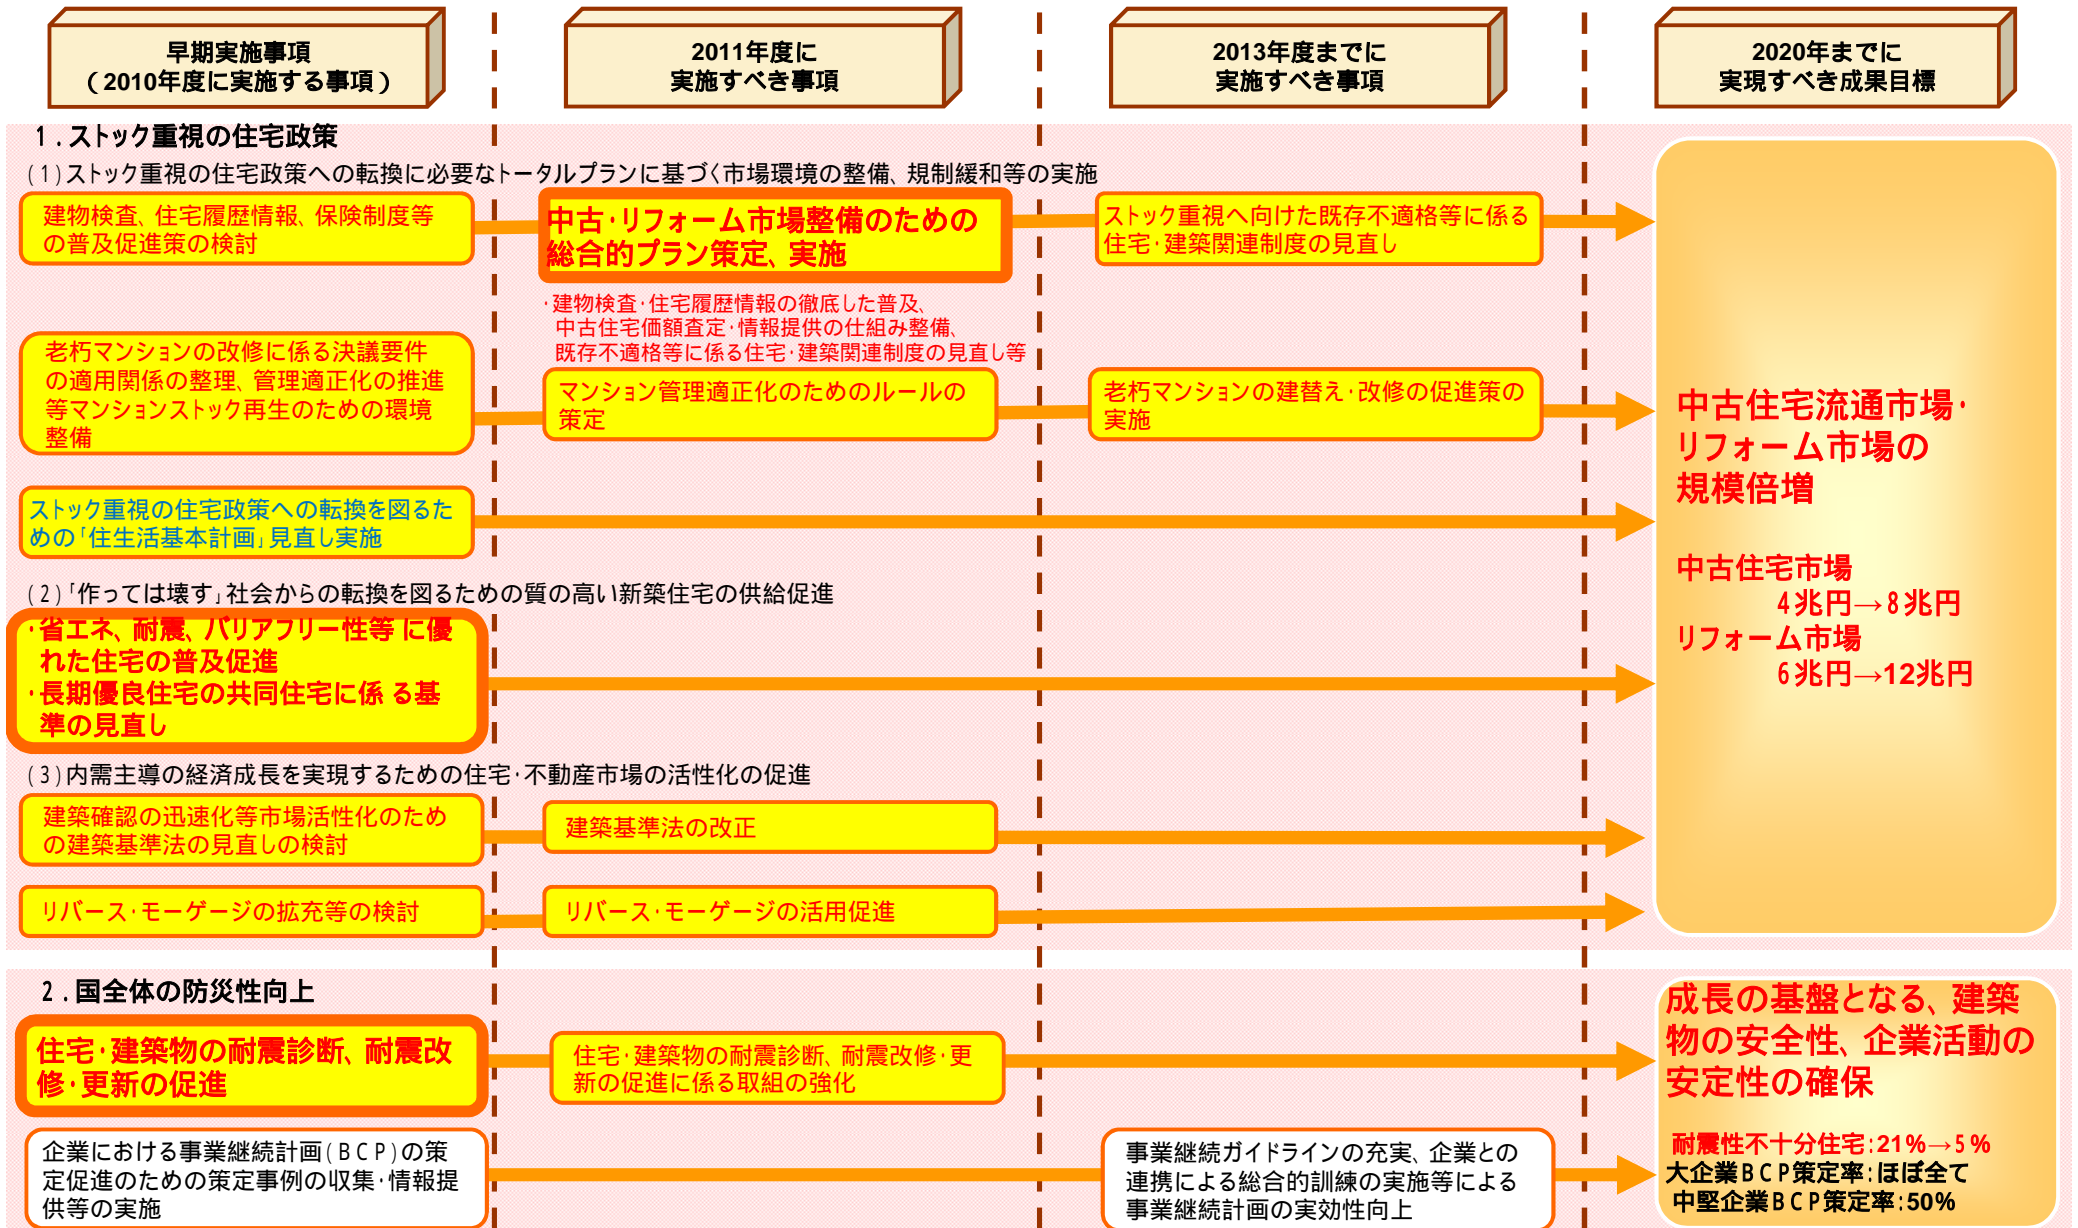 早期実施事項
（2010年度に実施する事項）
2011年度に
実施すべき事項
2013年度までに
実施すべき事項
2020年までに
実現すべき成果目標
1．ストック重視の住宅政策
(1)ストック重視の住宅政策への転換に必要なトータルプランに基づく市場環境の整備、規制緩和等の実施
建物検査、住宅履歴情報、保険制度等
の普及促進策の検討
中古・リフォーム市場整備のための
総合的プラン策定、実施
・建物検査・住宅履歴情報の徹底した普及、
中古住宅価額査定・情報提供の仕組み整備、
既存不適格等に係る住宅・建築関連制度の見直し等
ストック重視へ向けた既存不適格等に係る
住宅・建築関連制度の見直し
老朽マンションの改修に係る決議要件
の適用関係の整理、管理適正化の推進
等マンションストック再生のための環境
整備
マンション管理適正化のためのルールの
策定
老朽マンションの建替え・改修の促進策の
実施
ストック重視の住宅政策への転換を図るた
めの「住生活基本計画」見直し実施
(2)「作っては壊す」社会からの転換を図るための質の高い新築住宅の供給促進
・省エネ、耐震、バリアフリー性等 に優
れた住宅の普及促進
・長期優良住宅の共同住宅に係 る基
準の見直し
(3)内需主導の経済成長を実現するための住宅・不動産市場の活性化の促進
建築確認の迅速化等市場活性化のため
の建築基準法の見直しの検討
建築基準法の改正
リバース・モーゲージの拡充等の検討
リバース・モーゲージの活用促進
中古住宅流通市場・
リフォーム市場の
規模倍増
中古住宅市場
4兆円→8兆円
リフォーム市場
6兆円→12兆円
2．国全体の防災性向上
住宅・建築物の耐震診断、耐震改
修・更新の促進
住宅・建築物の耐震診断、耐震改修・更
新の促進に係る取組の強化
企業における事業継続計画(BCP)の策
定促進のための策定事例の収集・情報提
供等の実施
事業継続ガイドラインの充実、企業との
連携による総合的訓練の実施等による
事業継続計画の実効性向上
成長の基盤となる、建築
物の安全性、企業活動の
安定性の確保
耐震性不十分住宅:21%→5%
大企業BCP策定率:ほぼ全て
中堅企業BCP策定率:50%